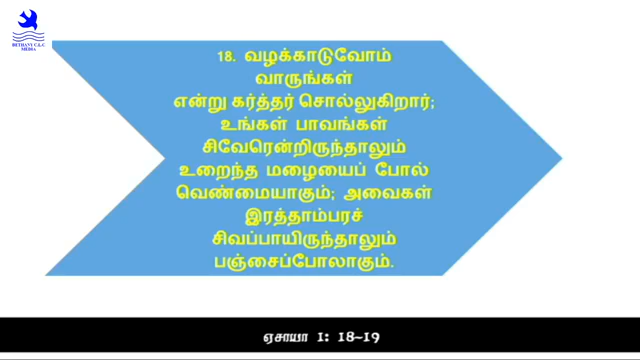 BETHANY C.L.C
MEDIA
18. வழக்காடுவோம்
வாருங்கள்
என்று கர்த்தர் சொல்லுகிறார்;
உங்கள் பாவங்கள்
சிவேரென்றிருந்தாலும்
உறைந்த மழையைப் போல்
வெண்மையாகும்; அவைகள்
இரத்தாம்பரச்
சிவப்பாயிருந்தாலும்
பஞ்சைப்போலாகும்.
ஏசாயா 1: 18-19